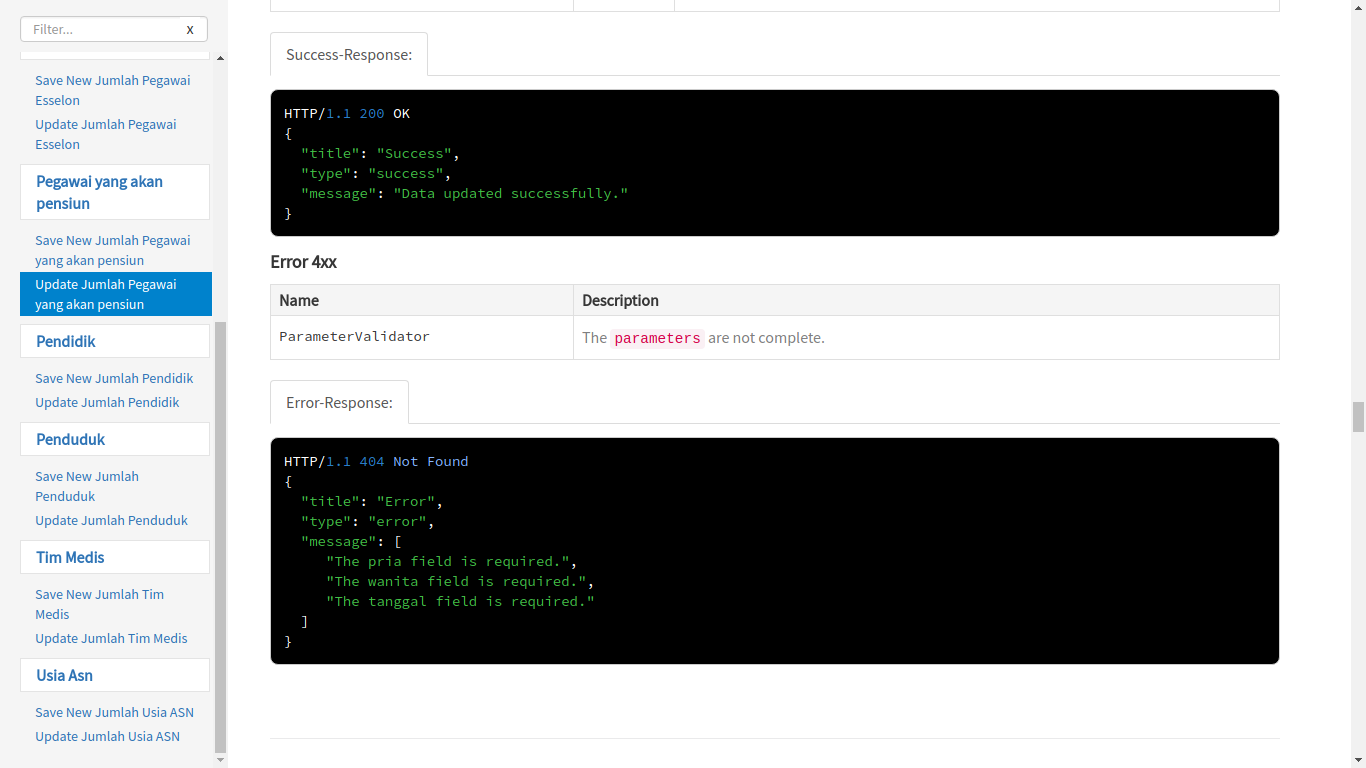 Filter...
x
Save New Jumlah Pegawai
Esselon
Update Jumlah Pegawai
Esselon
Pegawai yang akan
pensiun
Save New Jumlah Pegawai
yang akan pensiun
Update Jumlah Pegawai
yang akan pensiun
Pendidik
Save New Jumlah Pendidik
Update Jumlah Pendidik
Penduduk
Save New Jumlah
Penduduk
Update Jumlah Penduduk
Tim Medis
Save New Jumlah Tim
Medis
Update Jumlah Tim Medis
Usia Asn
Save New Jumlah Usia ASN
Update Jumlah Usia ASN
Success-Response:
HTTP/1.1 200 OK
{
  "title": "Success",
  "type": "success",
  "message": "Data updated successfully."
}
Error 4xx
Name Description
ParameterValidator The parameters are not complete.
Error-Response:
HTTP/1.1 404 Not Found
{
  "title": "Error",
  "type": "error",
  "message": [
     "The pria field is required.",
     "The wanita field is required.",
     "The tanggal field is required."
  ]
}